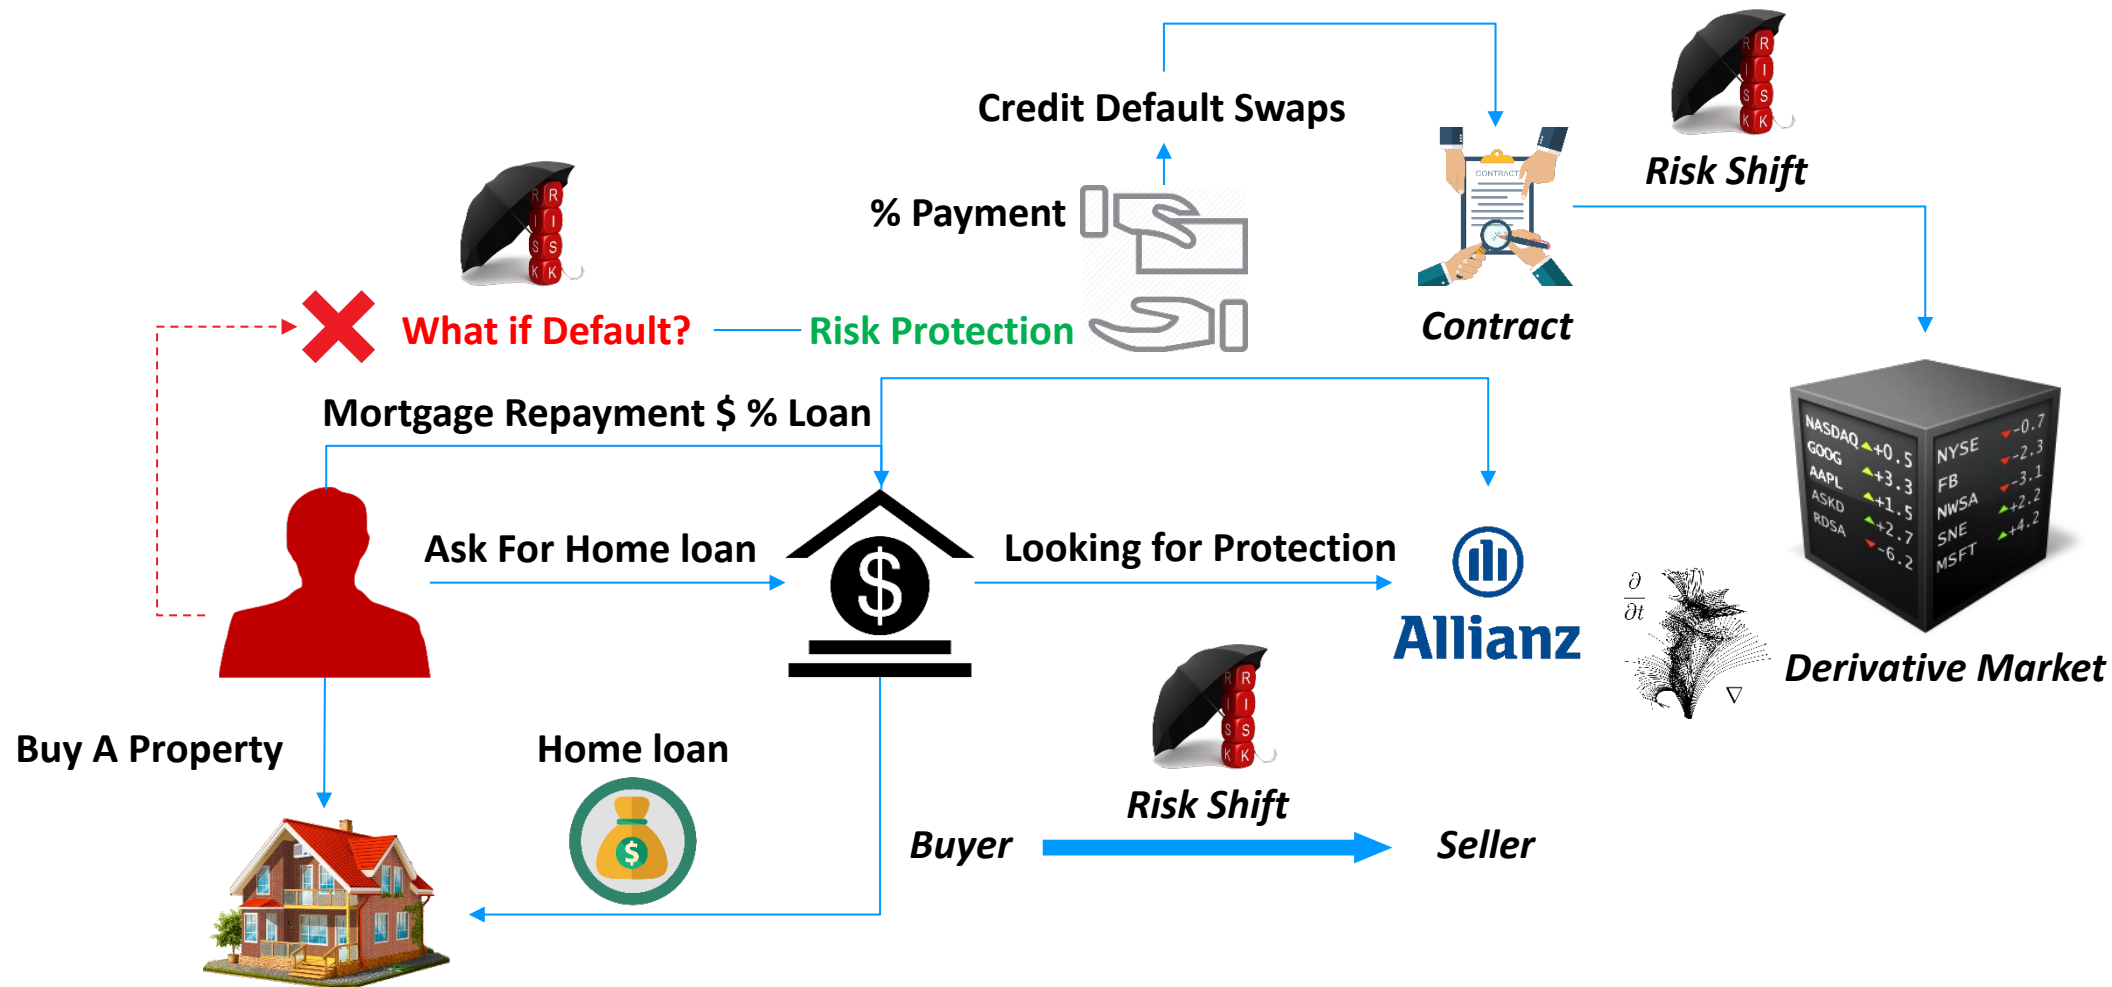 Credit Default Swaps
R R
I I
S S
K K
Risk Shift
CONTRACT
Contract
% Payment
R R
I I
S S
K K
What if Default?
Risk Protection
Mortgage Repayment $ % Loan
NASDAQ +0.5
GOOG +3.3
AAPL +1.5
ASKD +2.7
RDSA -6.2
NYSE -0.7
FB -2.3
NWSA -3.1
SNE +2.2
MSFT +4.2
Ask For Home loan
$
Looking for Protection
Allianz
∂
∂t
∇
Derivative Market
Buy A Property
Home loan
$
R R
I I
S S
K K
Risk Shift
Buyer
Seller